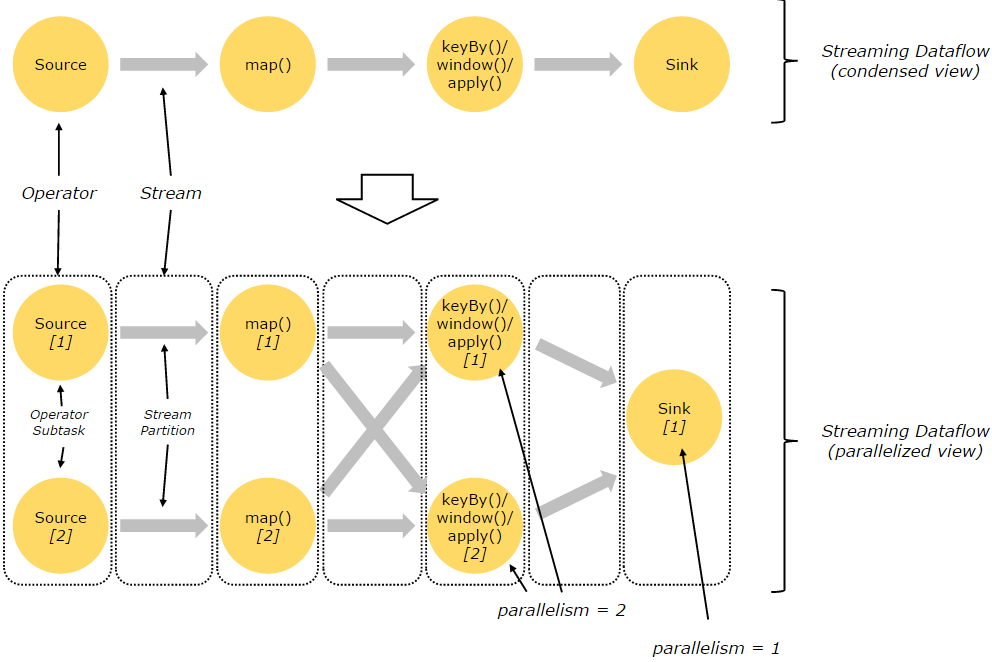 Source
map()
keyBy()/
window()/
apply()
Sink
Streaming Dataflow
(condensed view)
Operator
Stream
Source
[1]
map()
[1]
keyBy()/
window()/
apply()
[1]
Operator
Subtask
Stream
Partition
Sink
[1]
Streaming Dataflow
(parallelized view)
Source
[2]
map()
[2]
keyBy()/
window()/
apply()
[2]
parallelism = 2
parallelism = 1